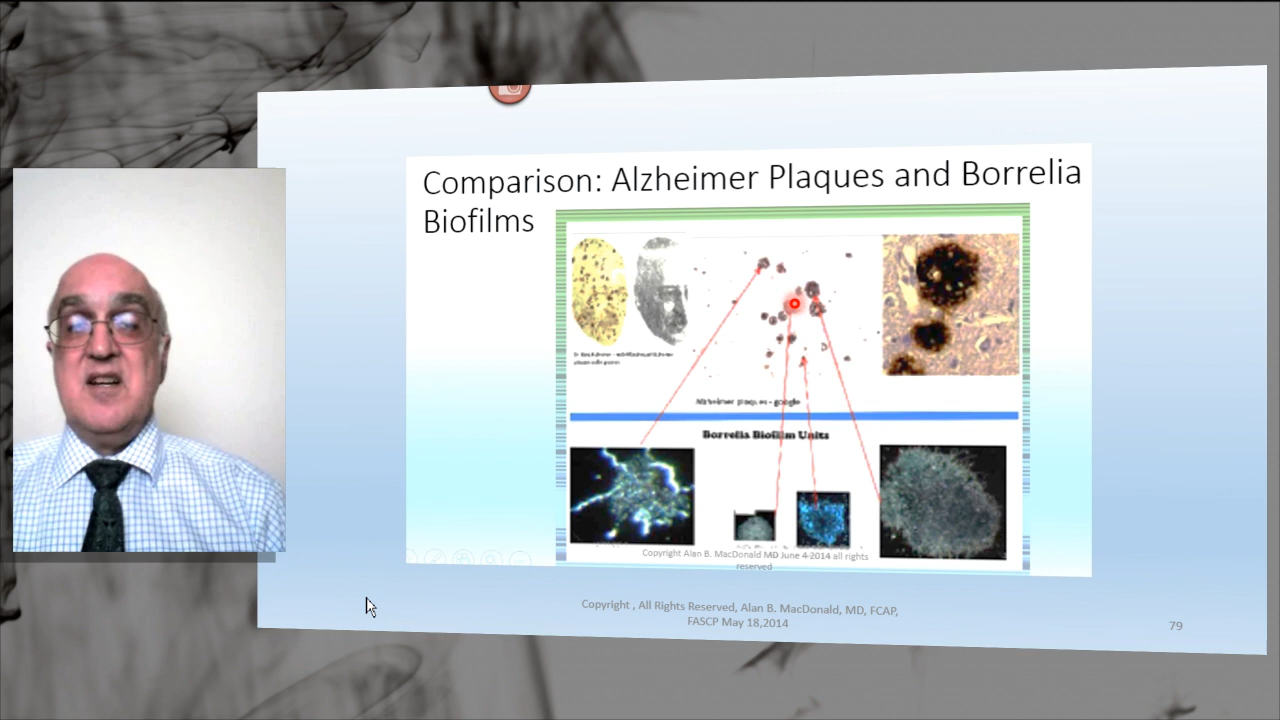 Comparison: Alzheimer Plaques and Borrelia
Biofilms
Alzheimer plaques - google
Borrelia Biofilm Units
Copyright Alan B. MacDonald MD June 4 2014 all rights
reserved
Copyright , All Rights Reserved, Alan B. MacDonald, MD, FCAP,
FASCP May 18,2014
79